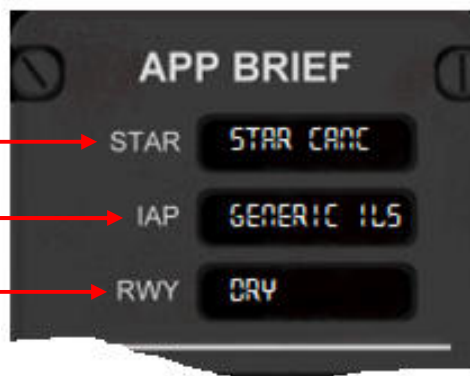 APP BRIEF
STAR STAR CANC
IAP GENERIC ILS
RWY DRY